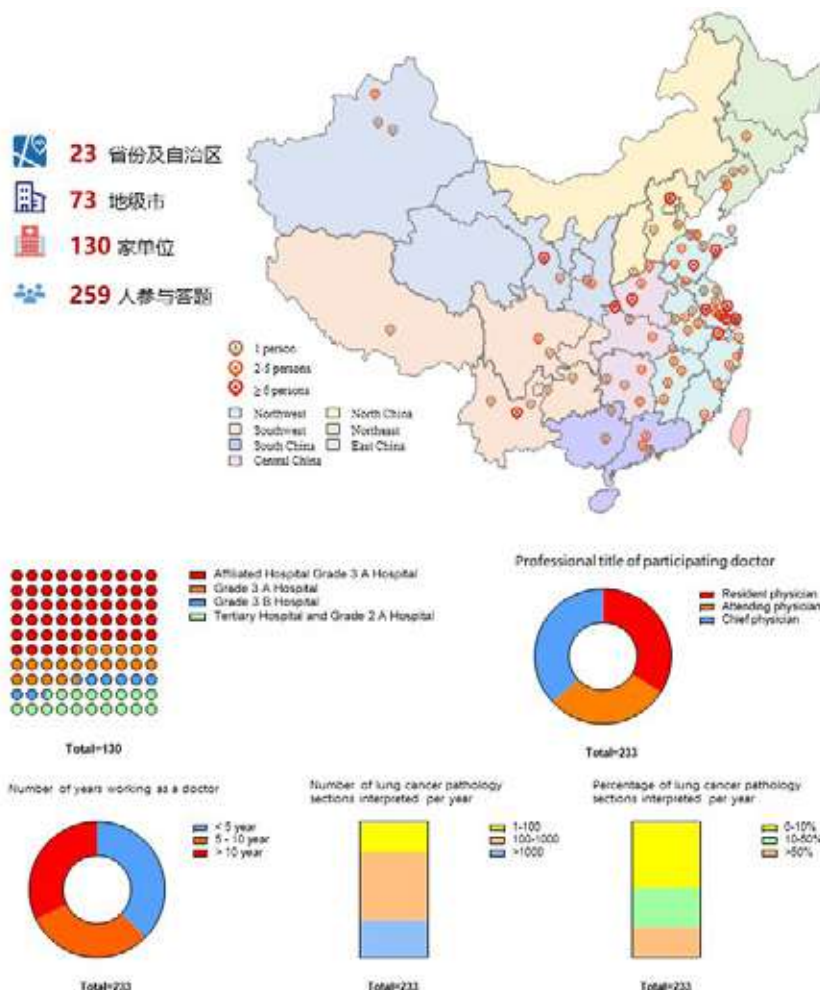 23 省份及自治区
73 地级市
130 家单位
259 人参与答题
1 person
2-5 persons
≥ 6 persons
Northwest
North China
Southwest
Northeast
South China
East China
Central China
Affiliated Hospital Grade 3 A Hospital
Grade 3 A Hospital
Grade 3 B Hospital
Tertiary Hospital and Grade 2 A Hospital
Total=130
Professional title of participating doctor
Resident physician
Attending physician
Chief physician
Total=233
Number of years working as a doctor
< 5 year
5 - 10 year
> 10 year
Total=233
Number of lung cancer pathology
sections interpreted per year
1-100
100-1000
>1000
Total=233
Percentage of lung cancer pathology
sections interpreted per year
0-10%
10-50%
>50%
Total=233